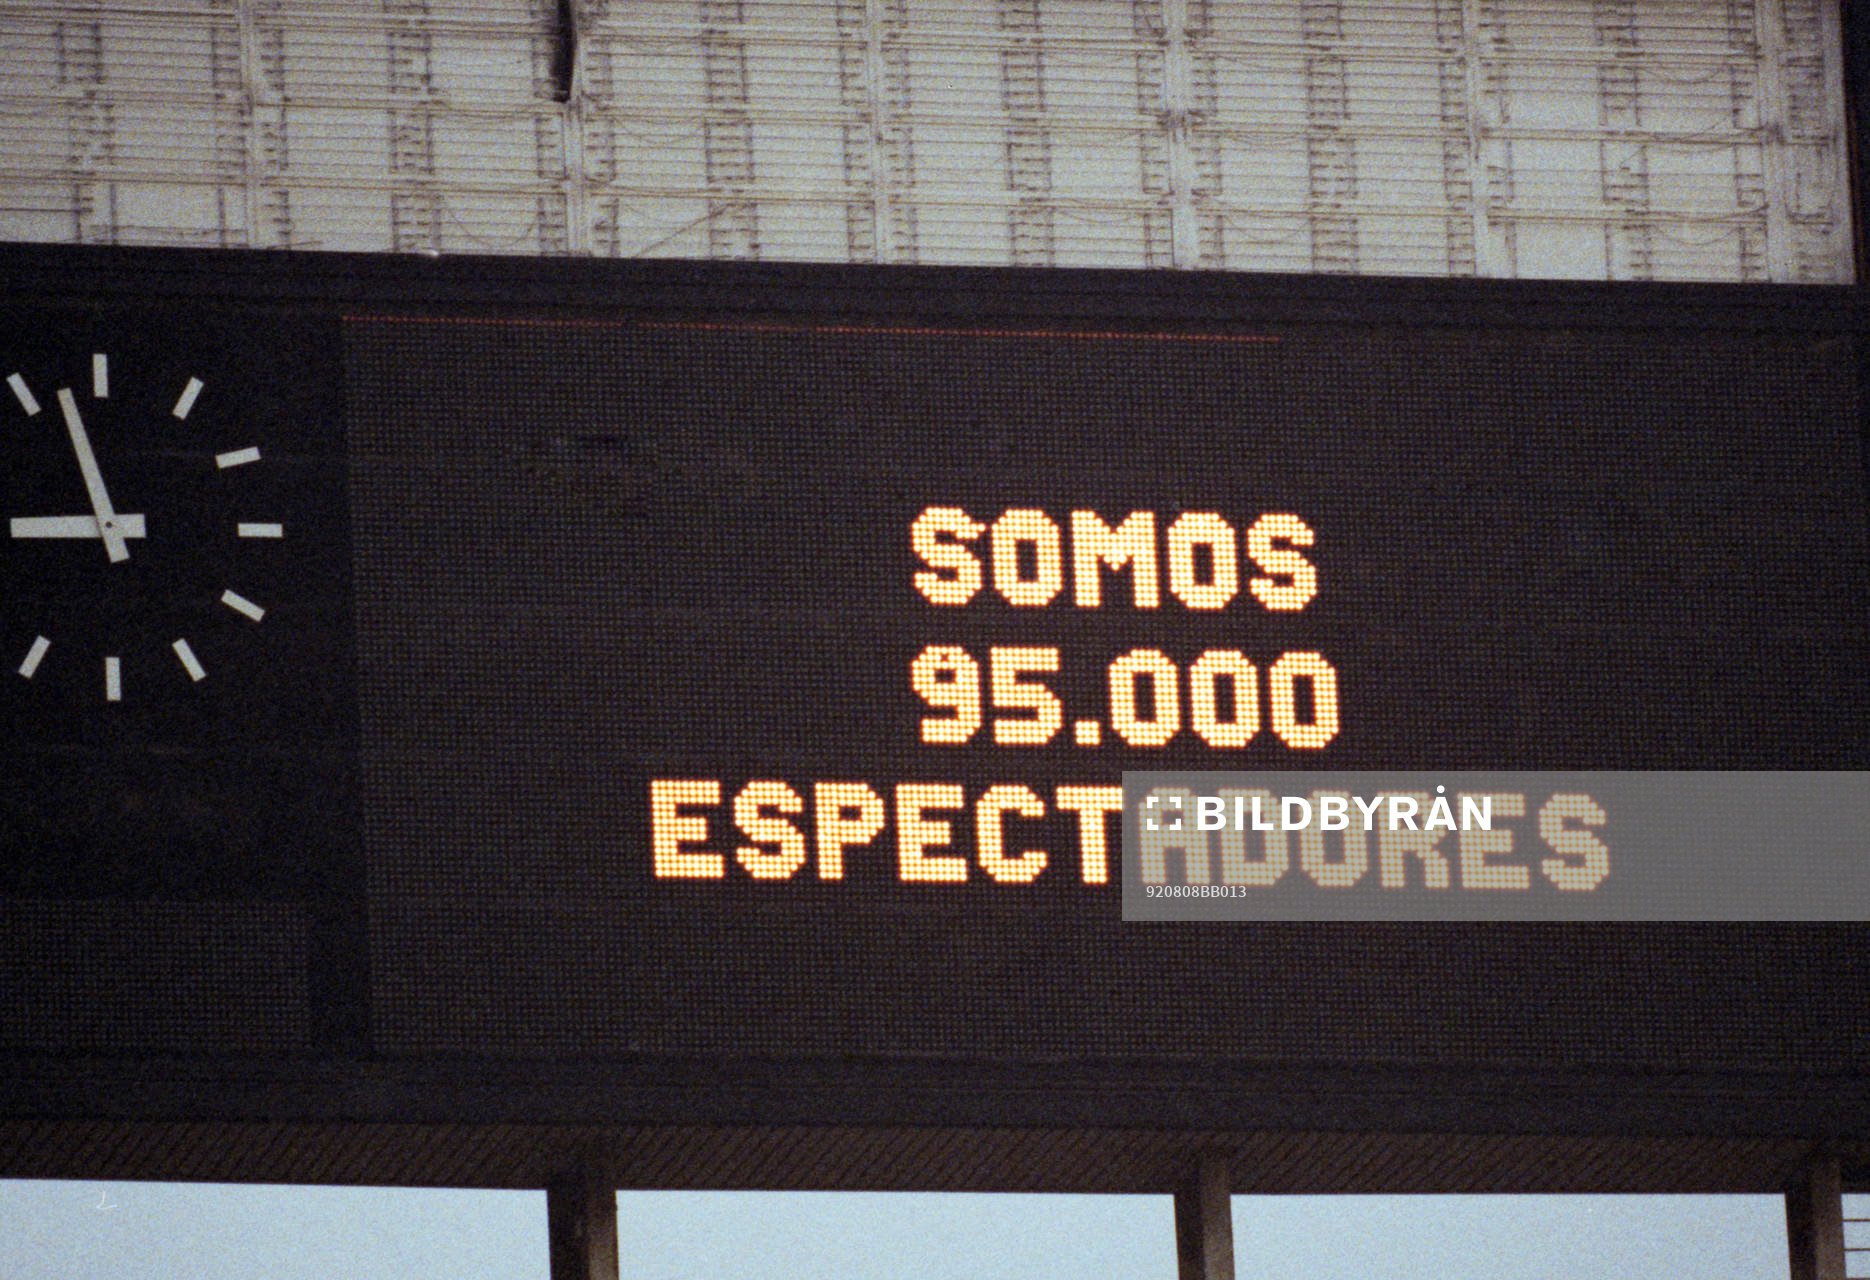 SOMOS
95.000
ESPECTADORES
BILDBYRÅN
920808BB013